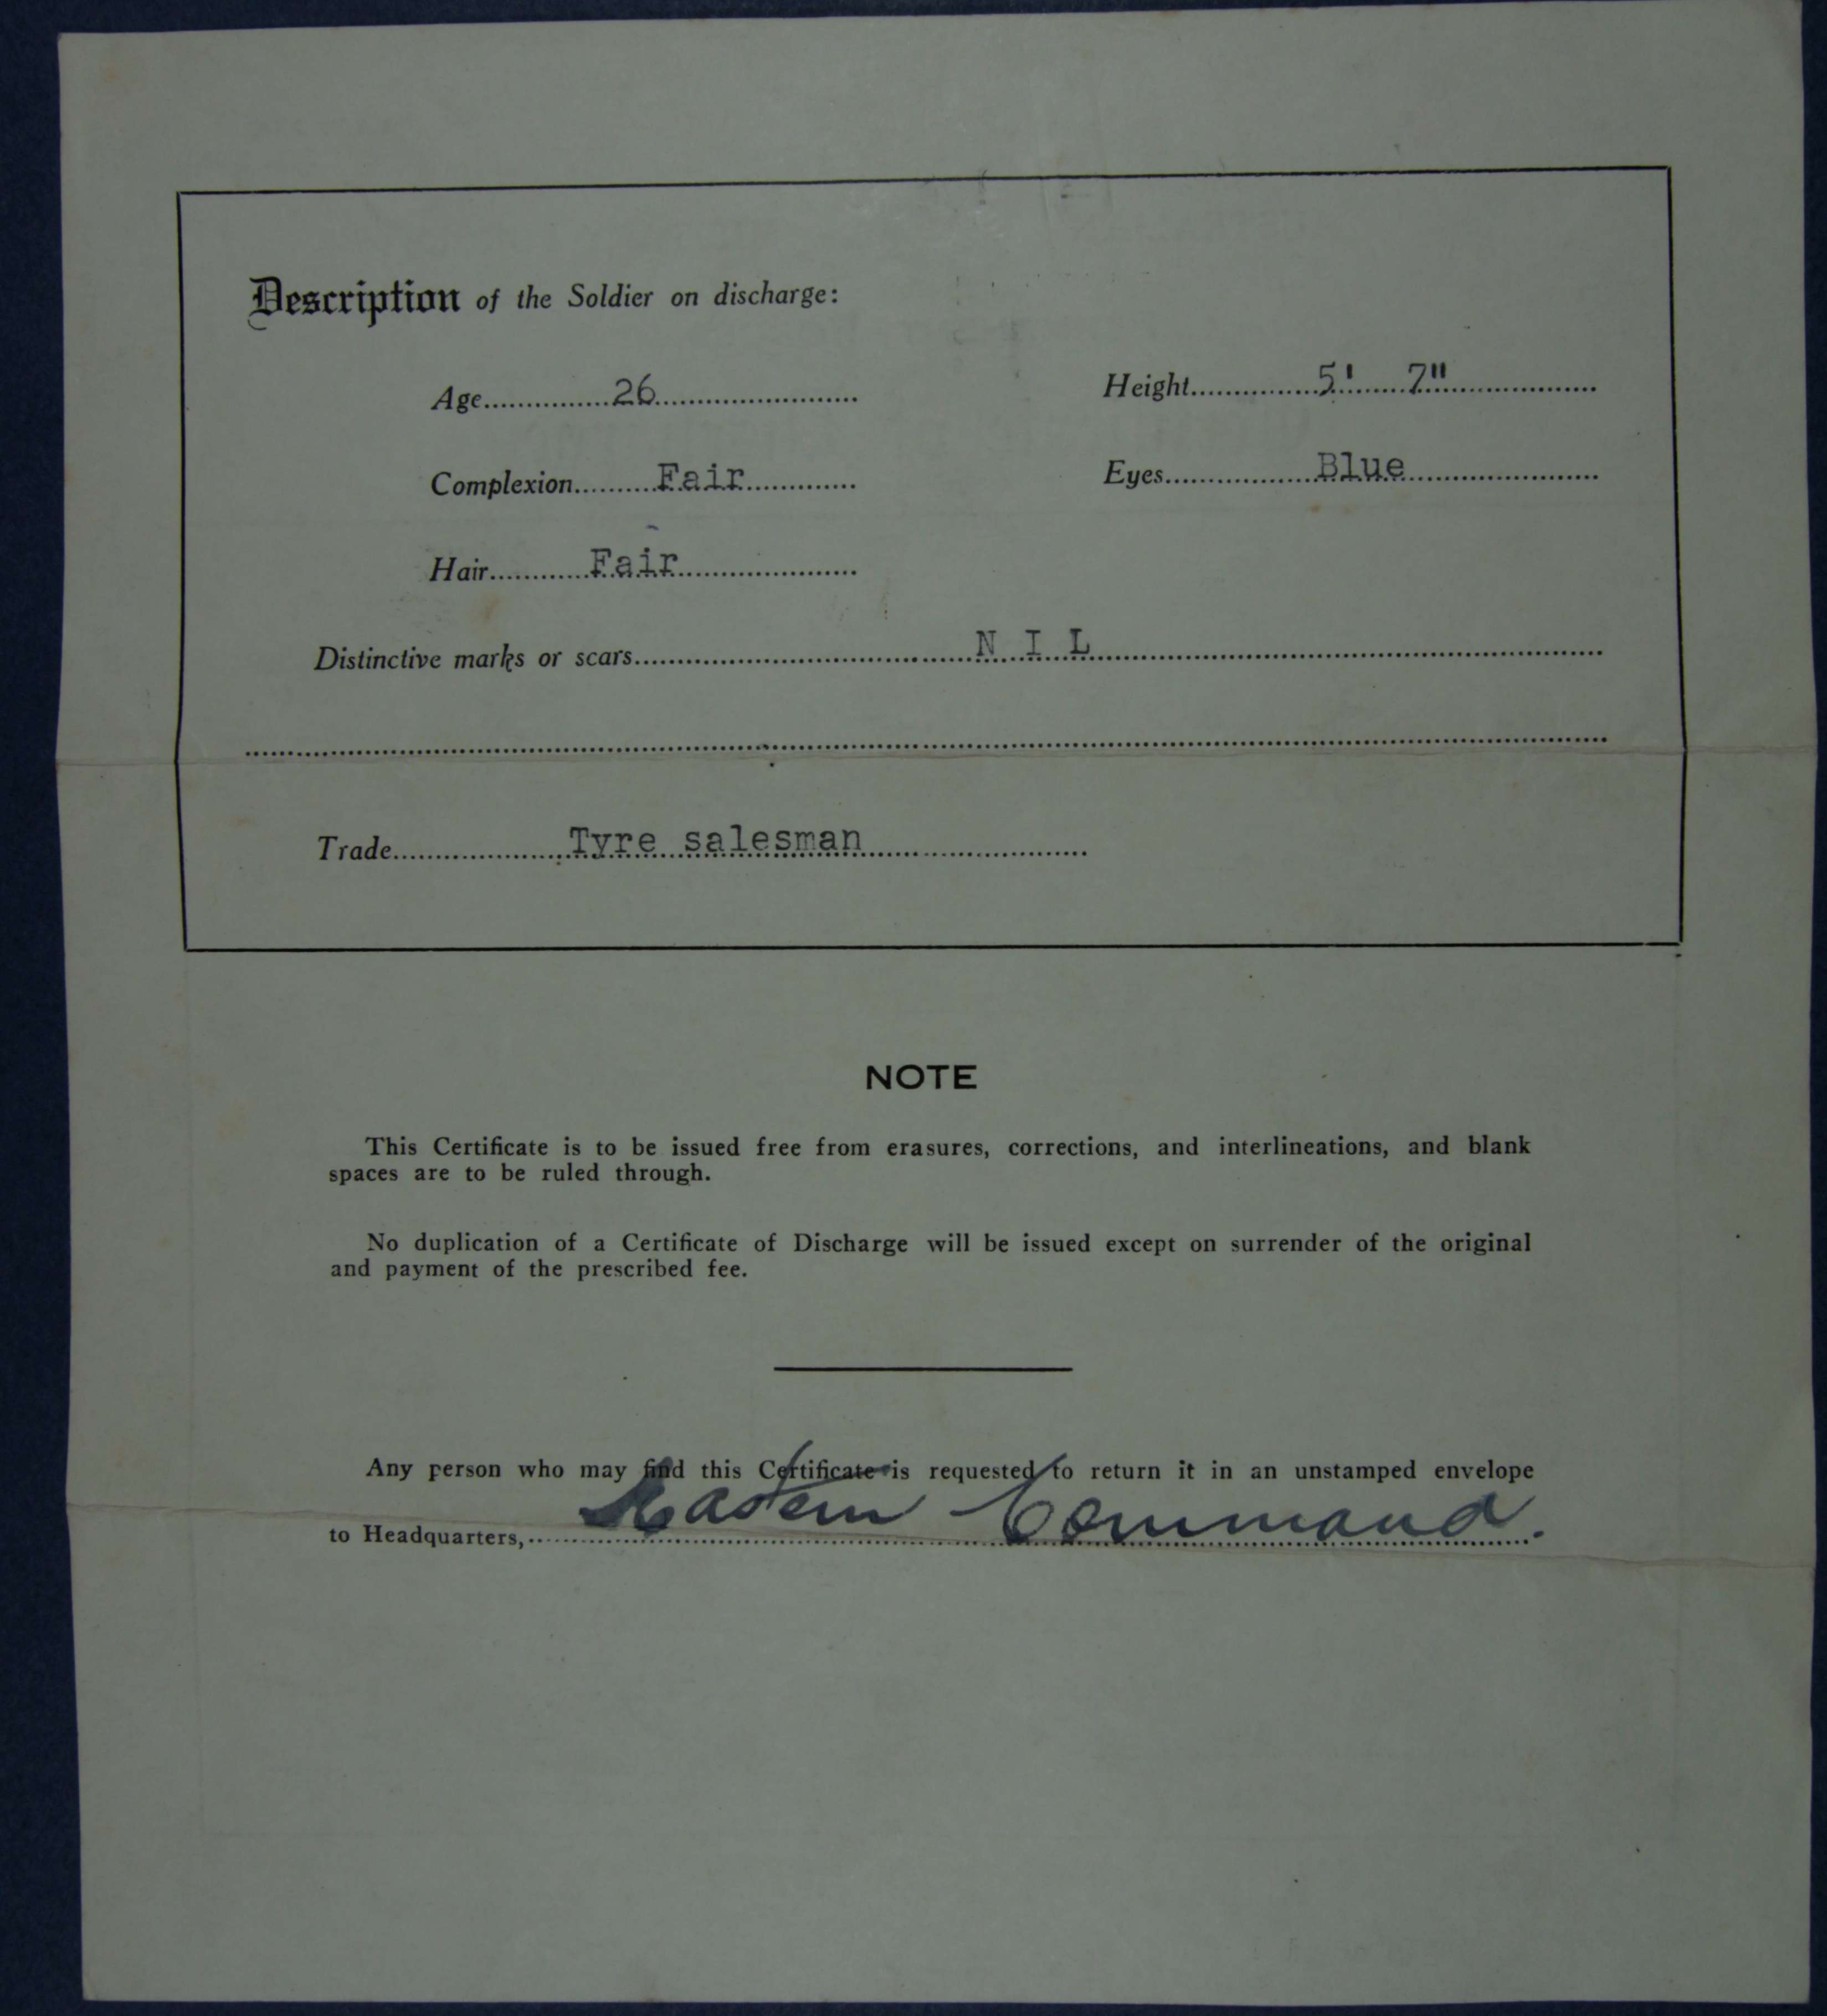 Description of the Soldier on discharge:
Age 26 Height 5' 7"
Complexion Fair Eyes Blue
Hair Fair
Distinctive marks or scars N I L
Trade Tyre salesman
NOTE
This Certificate is to be issued free from erasures, corrections, and interlineations, and blank
spaces are to be ruled through.
No duplication of a Certificate of Discharge will be issued except on surrender of the original
and payment of the prescribed fee.
Any person who may find this Certificate is requested to return it in an unstamped envelope
to Headquarters, Eastern Command.